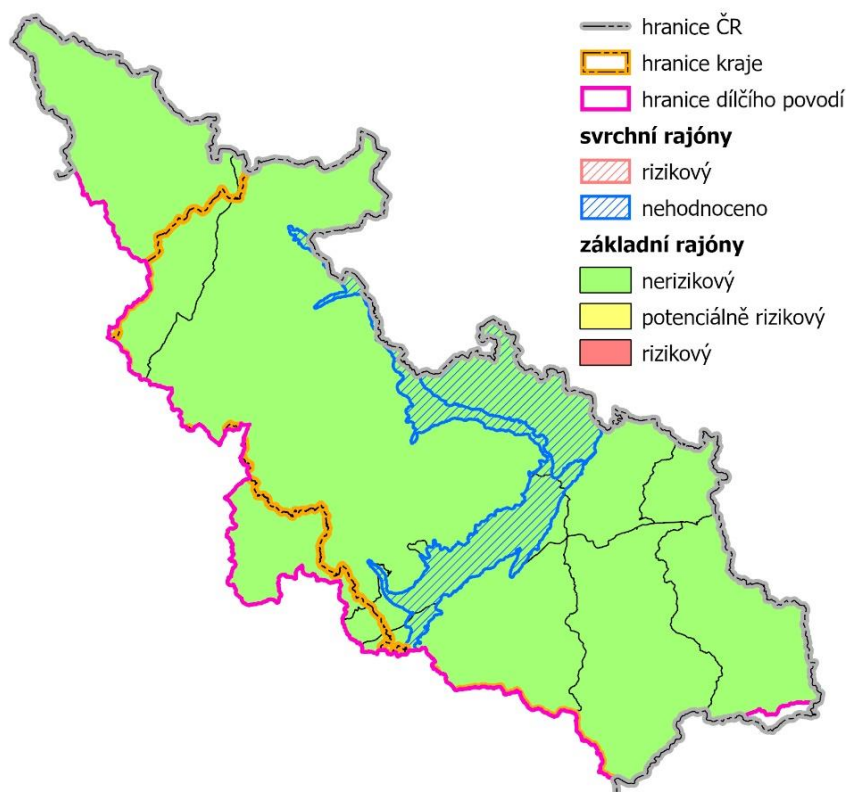 hranice ČR
hranice kraje
hranice dílčího povodí
svrchní rajóny
rizikový
nehodnoceno
základní rajóny
nerizikový
potenciálně rizikový
rizikový